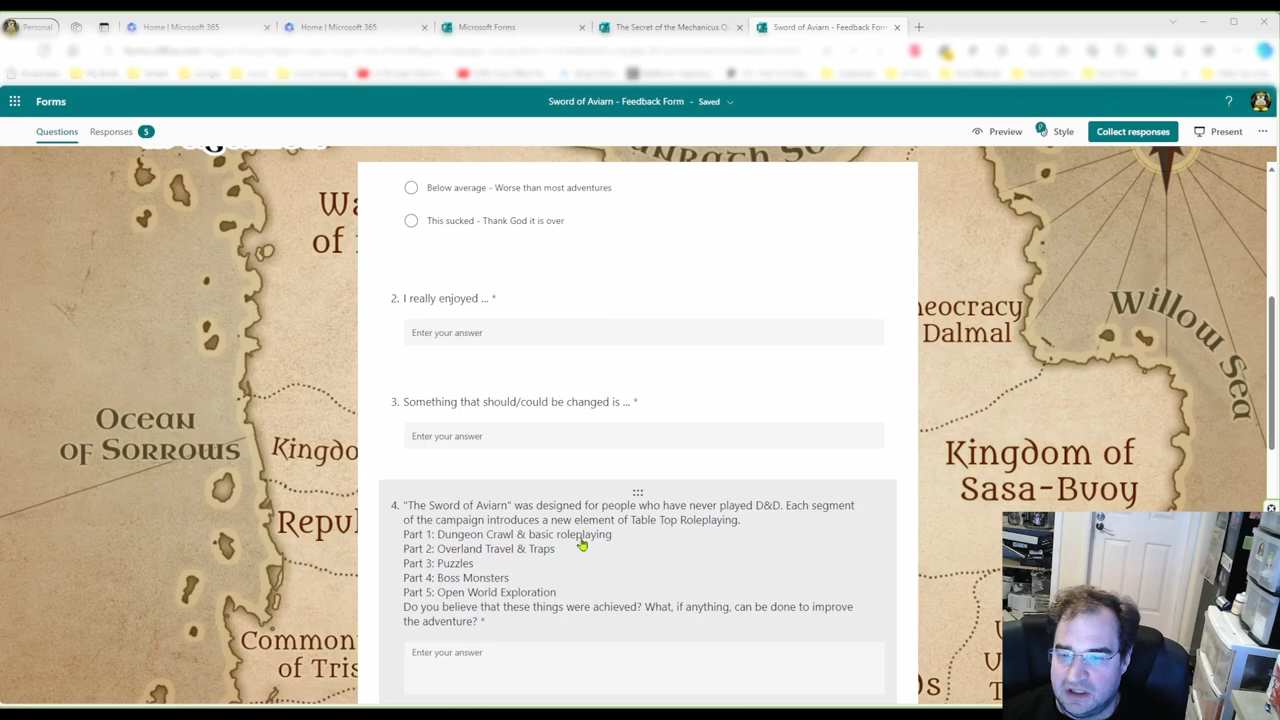 Personal
Home | Microsoft 365
Home | Microsoft 365
Microsoft Forms
The Secret of the Mechanicus
Sword of Aviarn - Feedback Form
Forms
Sword of Aviarn - Feedback Form - Saved
?
Questions
Responses
5
Preview
Style
Collect responses
Present
Below average - Worse than most adventures
This sucked - Thank God it is over
2. I really enjoyed ... *
Enter your answer
3. Something that should/could be changed is ... *
Enter your answer
4. "The Sword of Aviarn" was designed for people who have never played D&D. Each segment
of the campaign introduces a new element of Table Top Roleplaying.
Part 1: Dungeon Crawl & basic roleplaying
Part 2: Overland Travel & Traps
Part 3: Puzzles
Part 4: Boss Monsters
Part 5: Open World Exploration
Do you believe that these things were achieved? What, if anything, can be done to improve
the adventure? *
Enter your answer
Ocean
of Sorrows
Willow Sea
Dalmal
Kingdom of
Sasa-Buoy